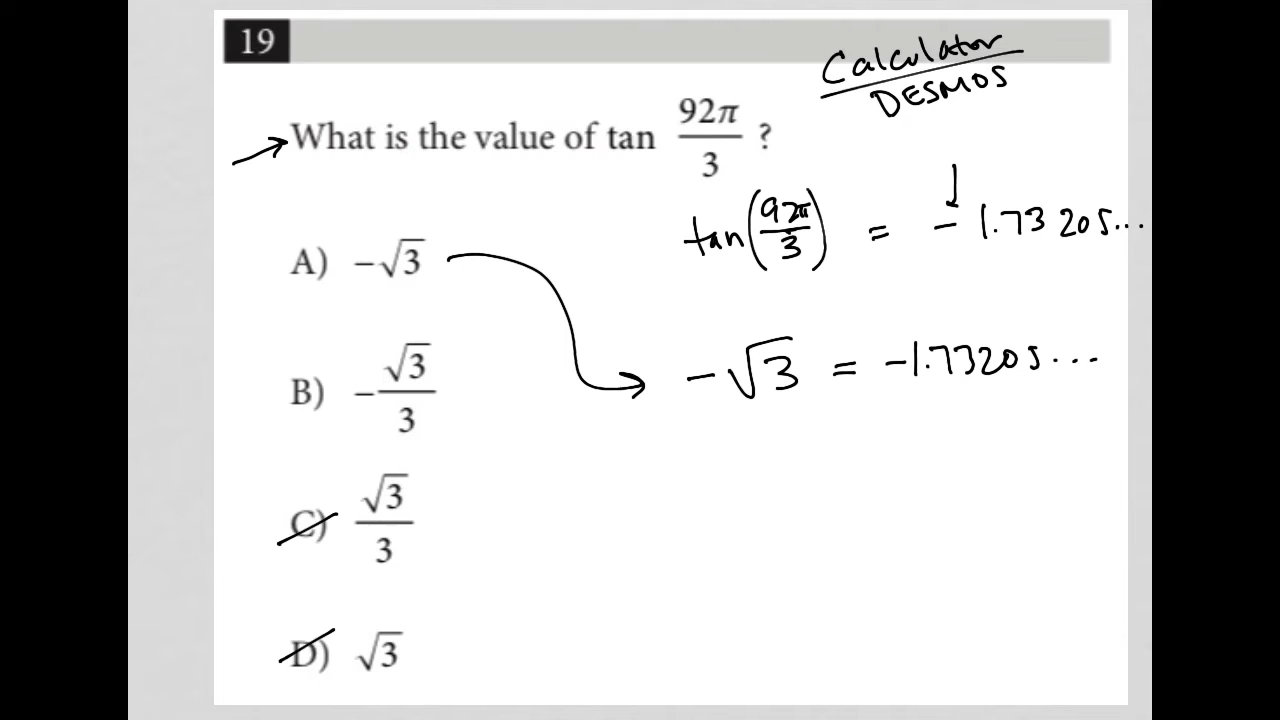 19
Calculator
DESMOS
What is the value of tan 92π/3 ?
tan(92π/3) = -1.73205...
A) -√3
-√3 = -1.73205...
B) -√3/3
C) √3/3
D) √3